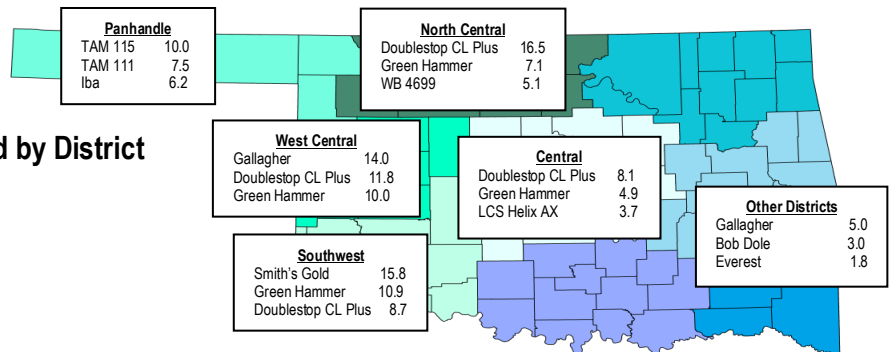 Panhandle
TAM 115 10.0
TAM 111 7.5
Iba 6.2
North Central
Doublestop CL Plus 16.5
Green Hammer 7.1
WB 4699 5.1
d by District
West Central
Gallagher 14.0
Doublestop CL Plus 11.8
Green Hammer 10.0
Central
Doublestop CL Plus 8.1
Green Hammer 4.9
LCS Helix AX 3.7
Other Districts
Gallagher 5.0
Bob Dole 3.0
Everest 1.8
Southwest
Smith's Gold 15.8
Green Hammer 10.9
Doublestop CL Plus 8.7